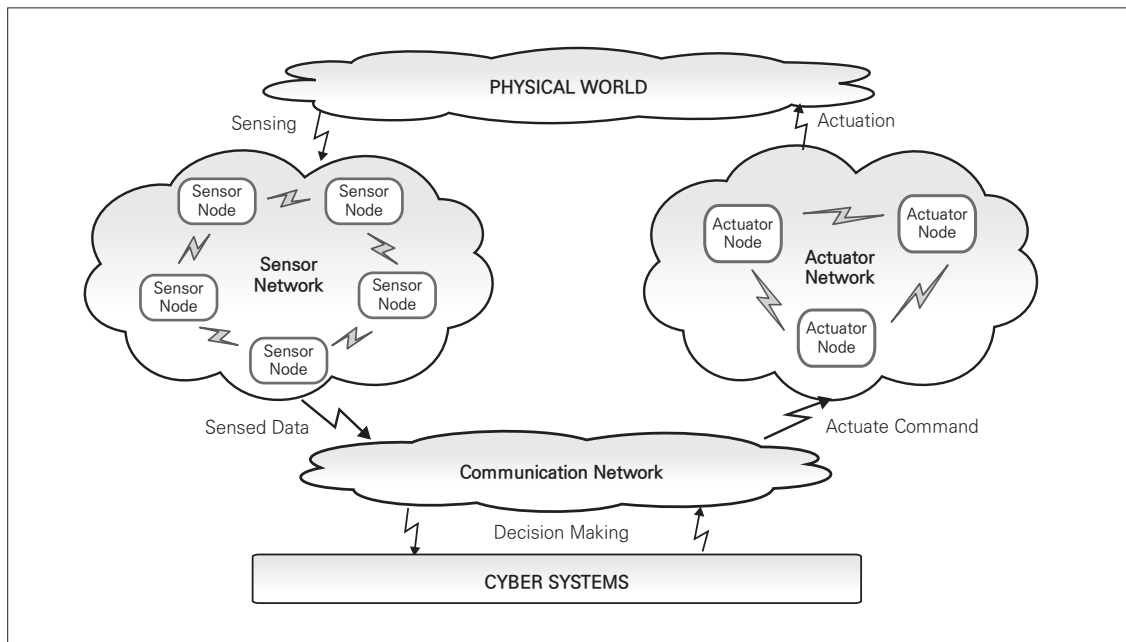 PHYSICAL WORLD
Sensing
Actuation
Sensor
Node
Sensor
Node
Sensor
Network
Sensor
Node
Sensor
Node
Sensor
Node
Actuator
Node
Actuator
Node
Actuator
Network
Actuator
Node
Sensed Data
Actuate Command
Communication Network
Decision Making
CYBER SYSTEMS